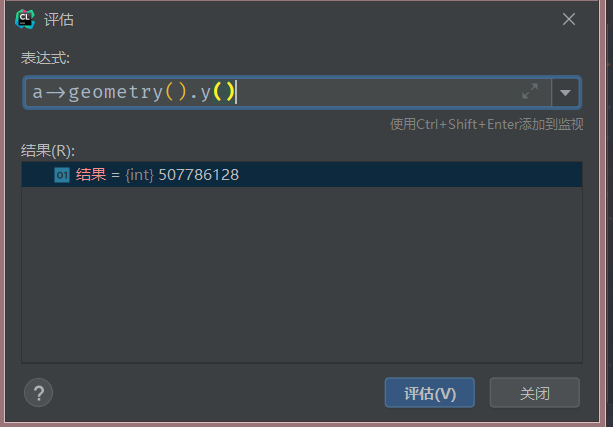 CL 评估
表达式:
a->geometry().y()
使用Ctrl+Shift+Enter添加到监视
结果(R):
01 结果 = {int} 507786128
? 评估(V) 关闭